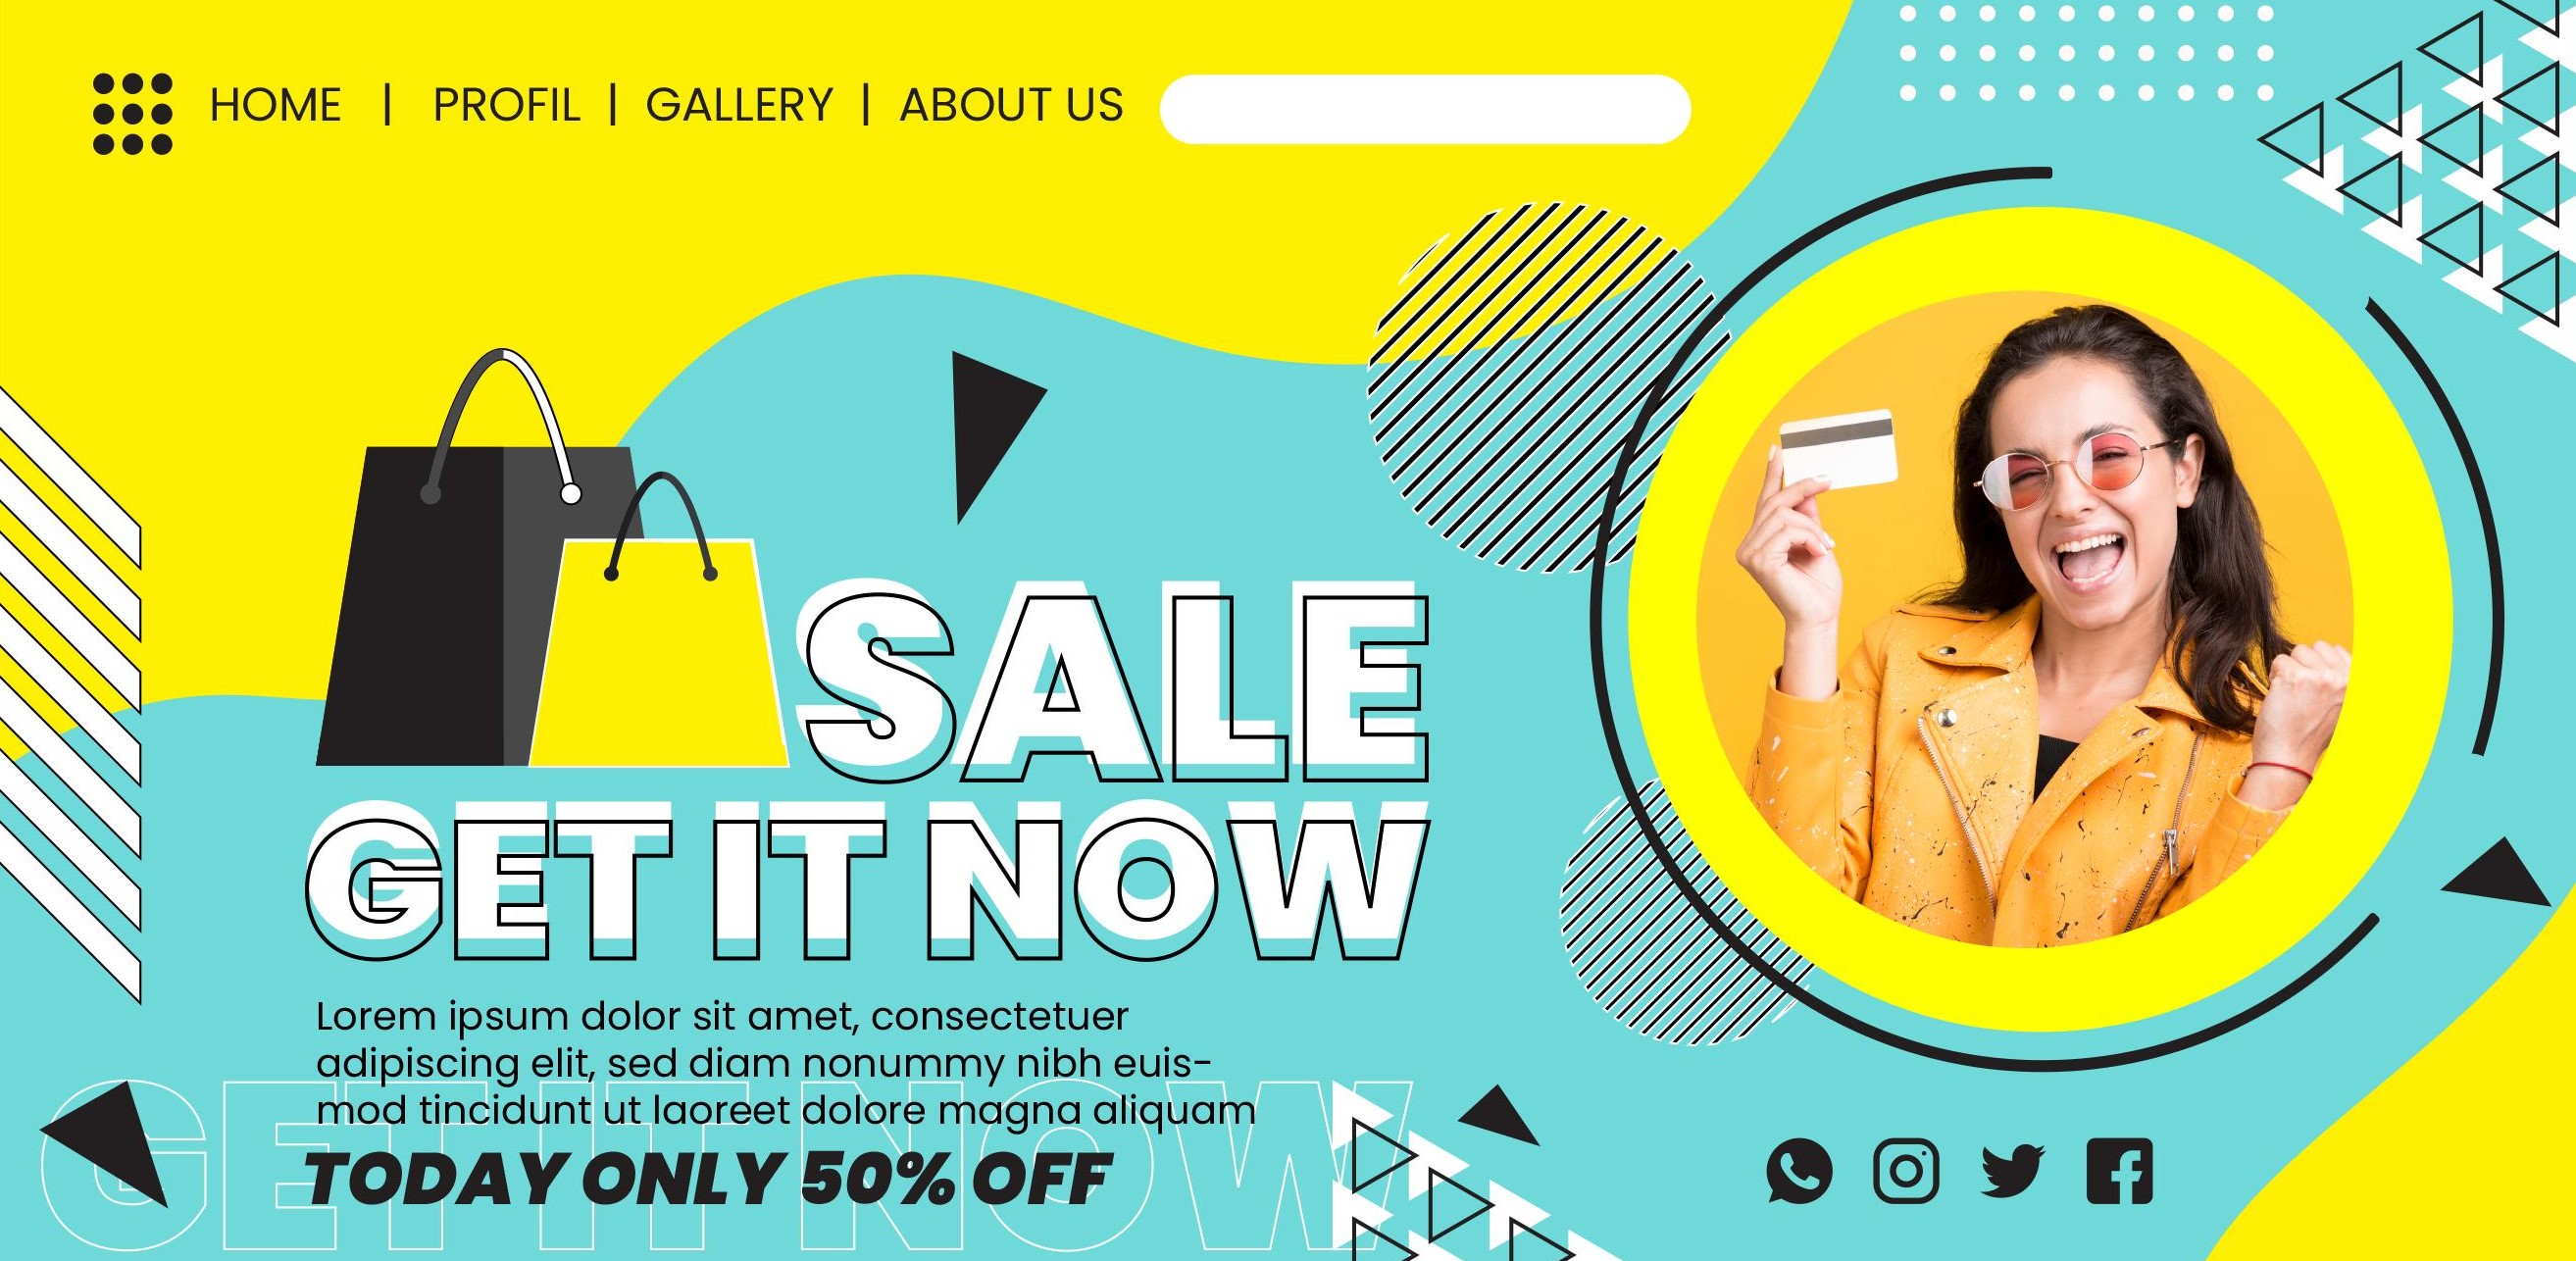 HOME | PROFIL | GALLERY | ABOUT US
SALE
GET IT NOW
Lorem ipsum dolor sit amet, consectetuer
adipiscing elit, sed diam nonummy nibh euis-
mod tincidunt ut laoreet dolore magna aliquam
GET IT NOW
TODAY ONLY 50% OFF